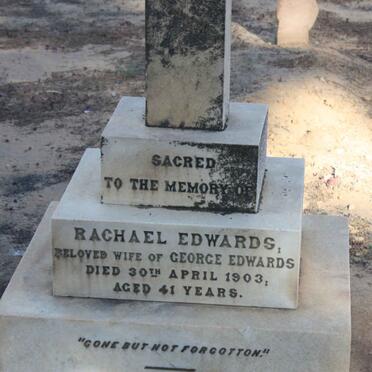 SACRED
TO THE MEMORY OF
RACHAEL EDWARDS,
BELOVED WIFE OF GEORGE EDWARDS
DIED 30TH APRIL 1903;
AGED 41 YEARS.
"GONE BUT NOT FORGOTTON."